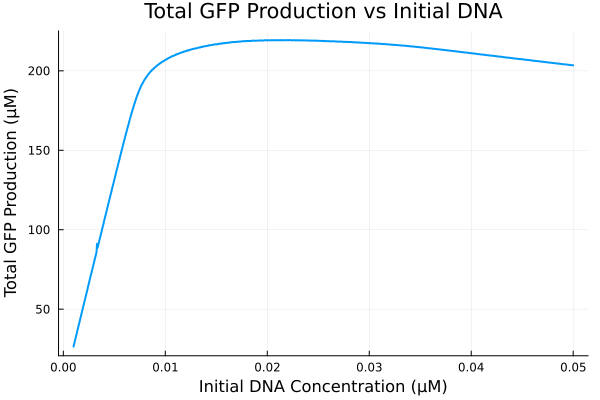 Total GFP Production vs Initial DNA
Total GFP Production (μM)
200
150
100
50
0.00 0.01 0.02 0.03 0.04 0.05
Initial DNA Concentration (μM)